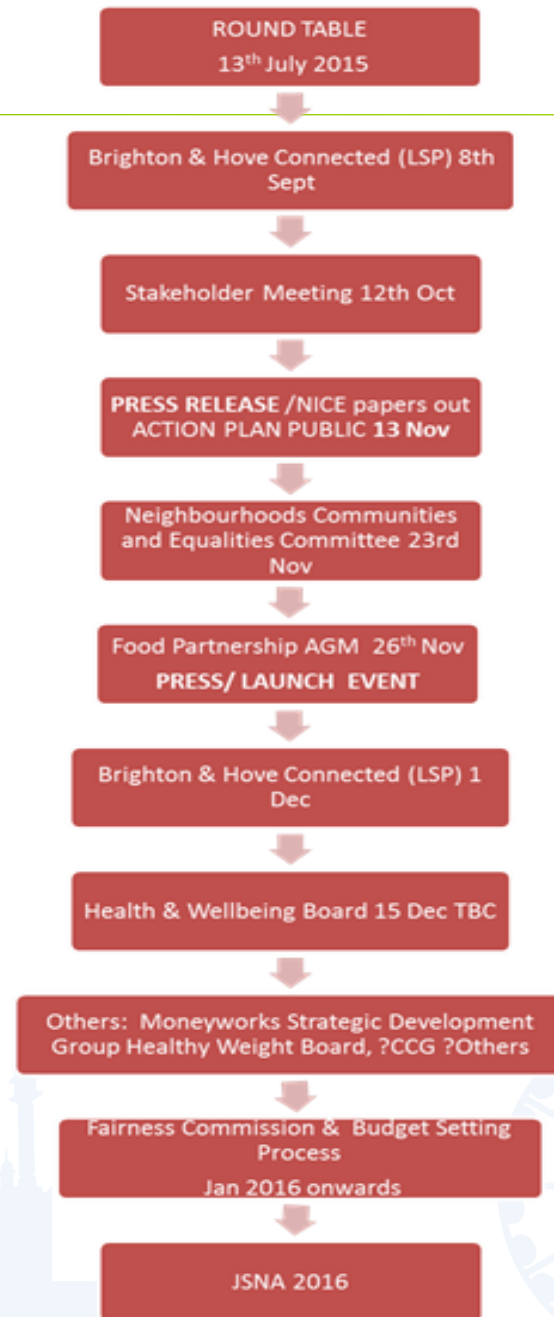 ROUND TABLE
13th July 2015
Brighton & Hove Connected (LSP) 8th
Sept
Stakeholder Meeting 12th Oct
PRESS RELEASE /NICE papers out
ACTION PLAN PUBLIC 13 Nov
Neighbourhoods Communities
and Equalities Committee 23rd
Nov
Food Partnership AGM 26th Nov
PRESS/ LAUNCH EVENT
Brighton & Hove Connected (LSP) 1
Dec
Health & Wellbeing Board 15 Dec TBC
Others: Moneyworks Strategic Development
Group Healthy Weight Board, ?CCG ?Others
Fairness Commission & Budget Setting
Process
Jan 2016 onwards
JSNA 2016